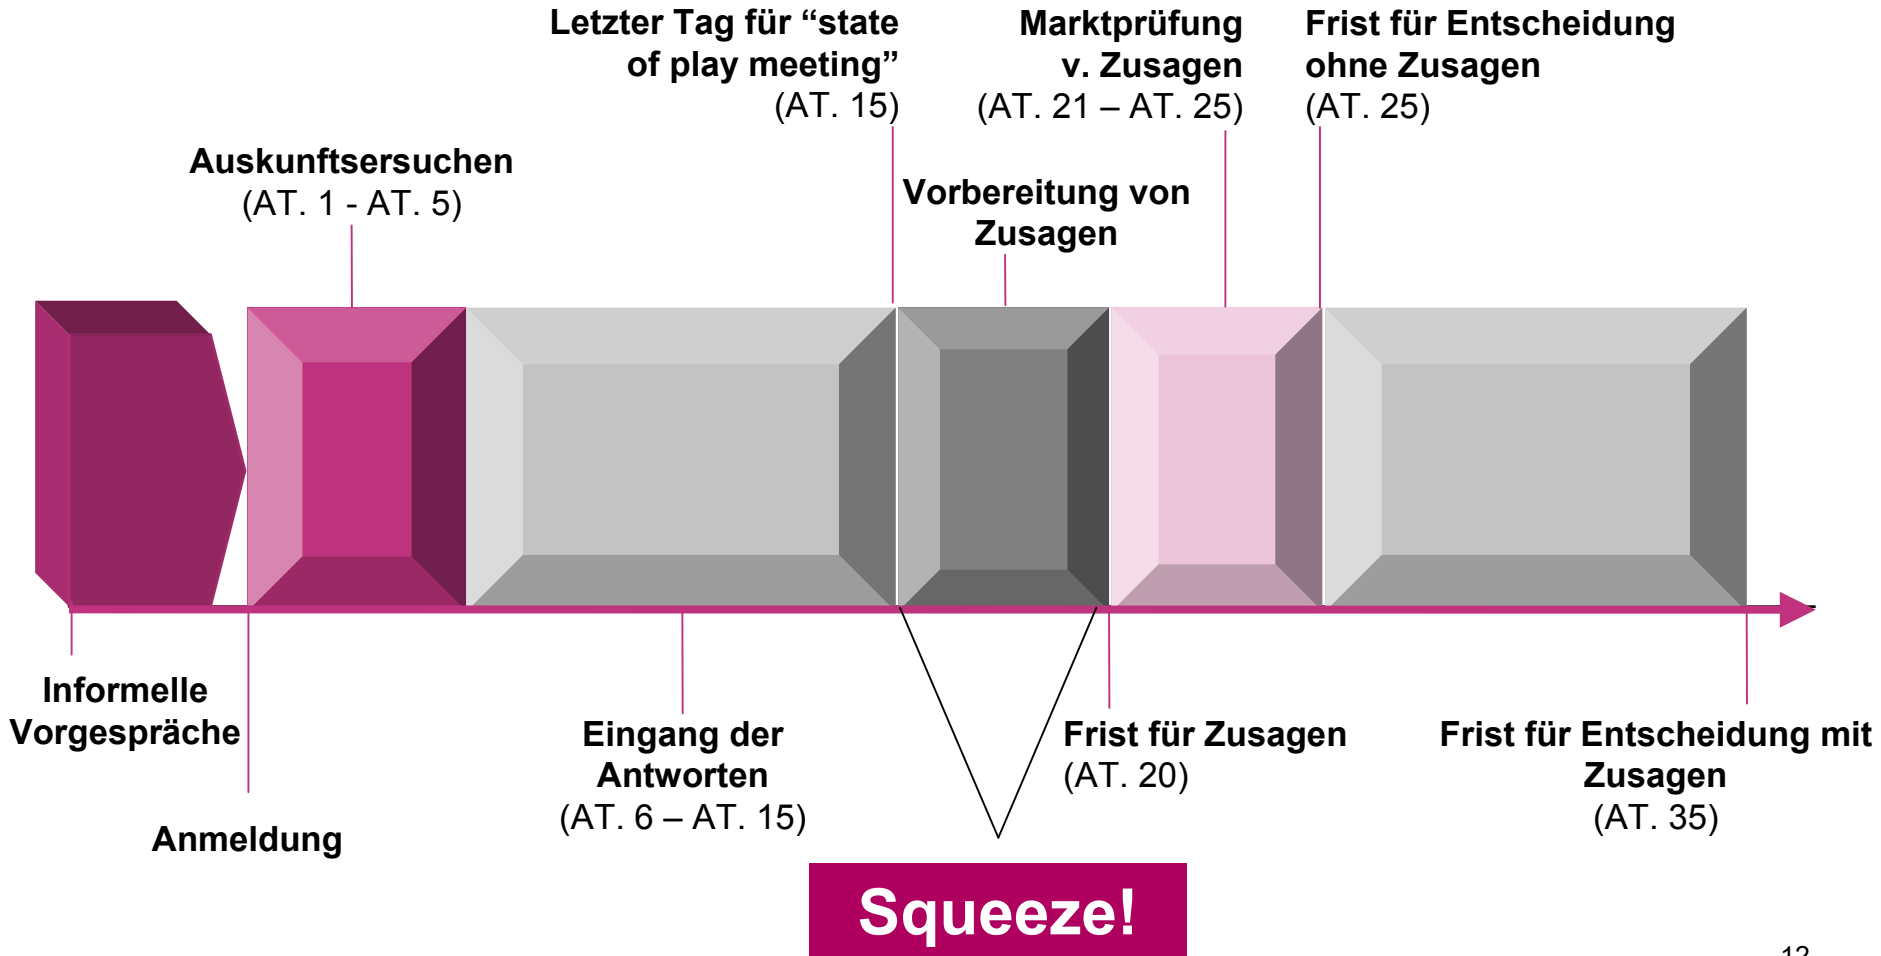 Letzter Tag für “state
of play meeting”
(AT. 15)
Marktprüfung
v. Zusagen
(AT. 21 – AT. 25)
Frist für Entscheidung
ohne Zusagen
(AT. 25)
Auskunftsersuchen
(AT. 1 - AT. 5)
Vorbereitung von
Zusagen
Informelle
Vorgespräche
Anmeldung
Eingang der
Antworten
(AT. 6 – AT. 15)
Frist für Zusagen
(AT. 20)
Frist für Entscheidung mit
Zusagen
(AT. 35)
Squeeze!
12